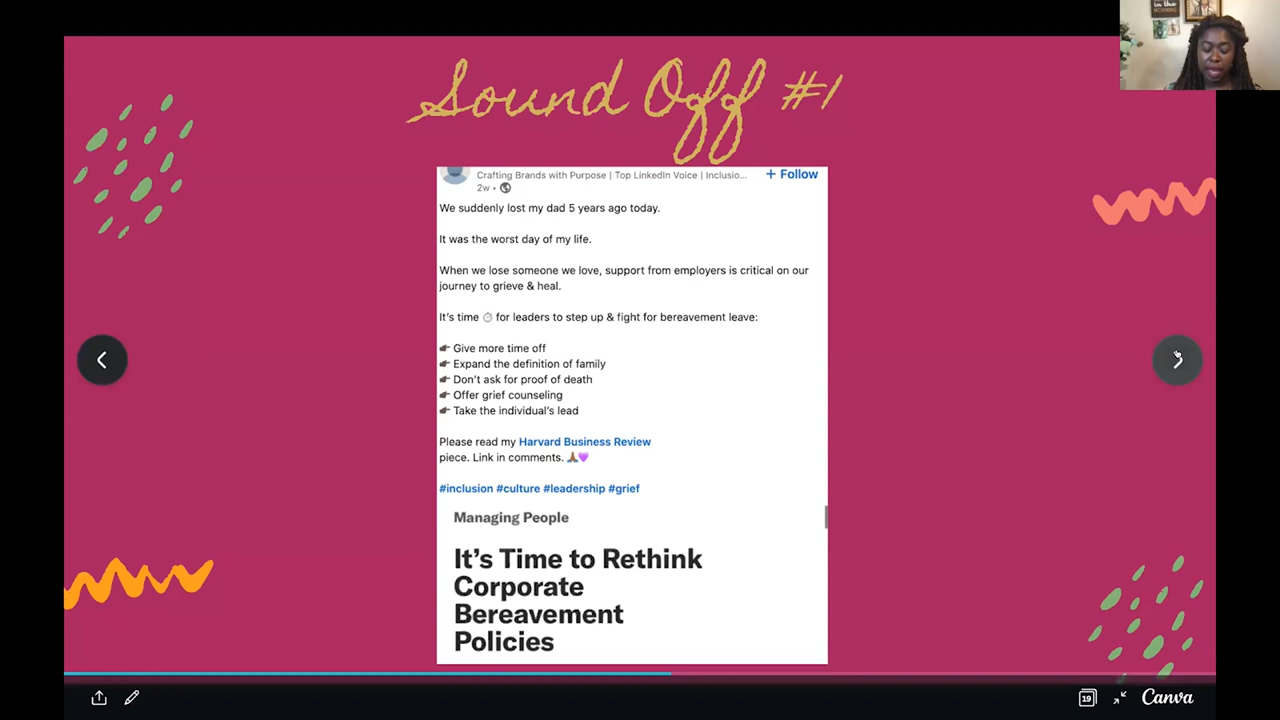 Sound Off #1
Crafting Brands with Purpose | Top LinkedIn Voice | Inclusio...
+ Follow
2w •
We suddenly lost my dad 5 years ago today.
It was the worst day of my life.
When we lose someone we love, support from employers is critical on our
journey to grieve & heal.
It's time ⏱ for leaders to step up & fight for bereavement leave:
Give more time off
Expand the definition of family
Don't ask for proof of death
Offer grief counseling
Take the individual's lead
Please read my Harvard Business Review
piece. Link in comments. 🙏🏾💜
#inclusion #culture #leadership #grief
Managing People
It's Time to Rethink
Corporate
Bereavement
Policies
19
Canva